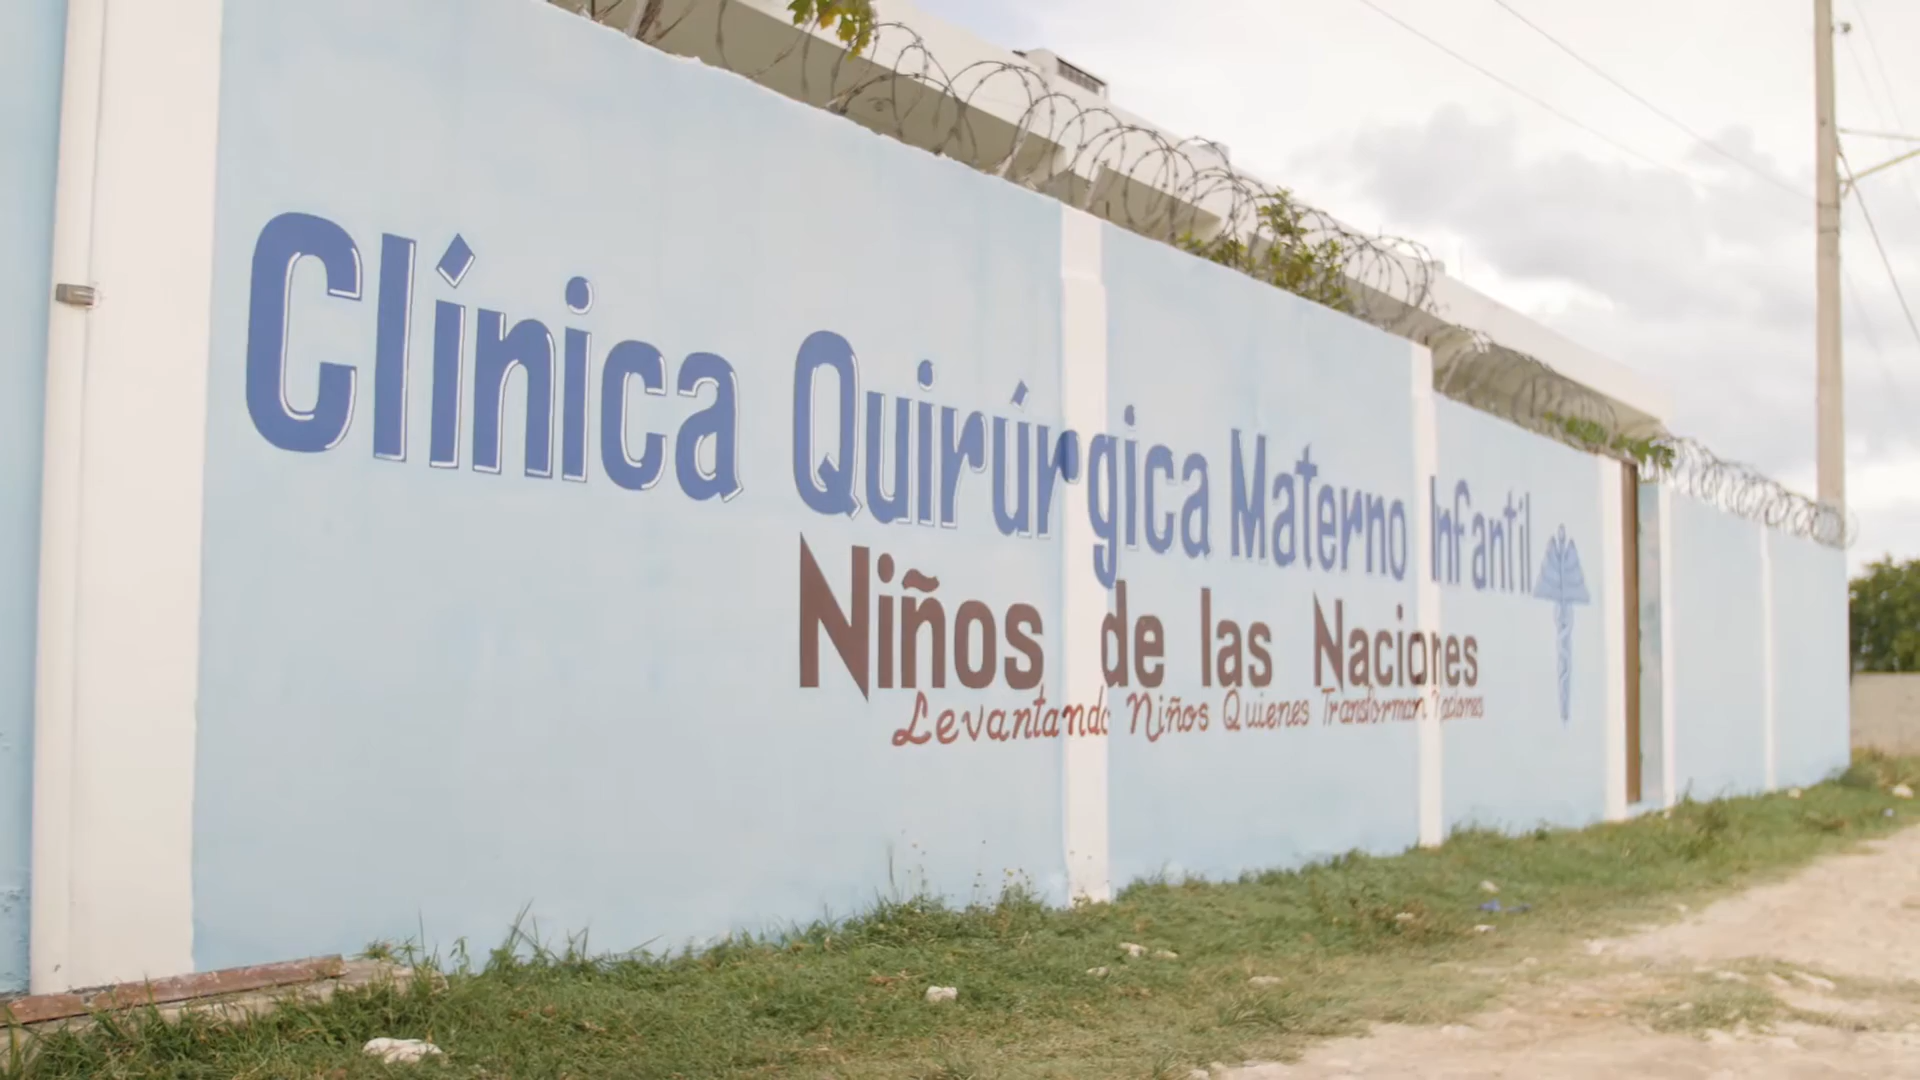 Clínica Quirúrgica Materno Infantil
Niños de las Naciones
Levantando Niños Quienes Transforman Naciones